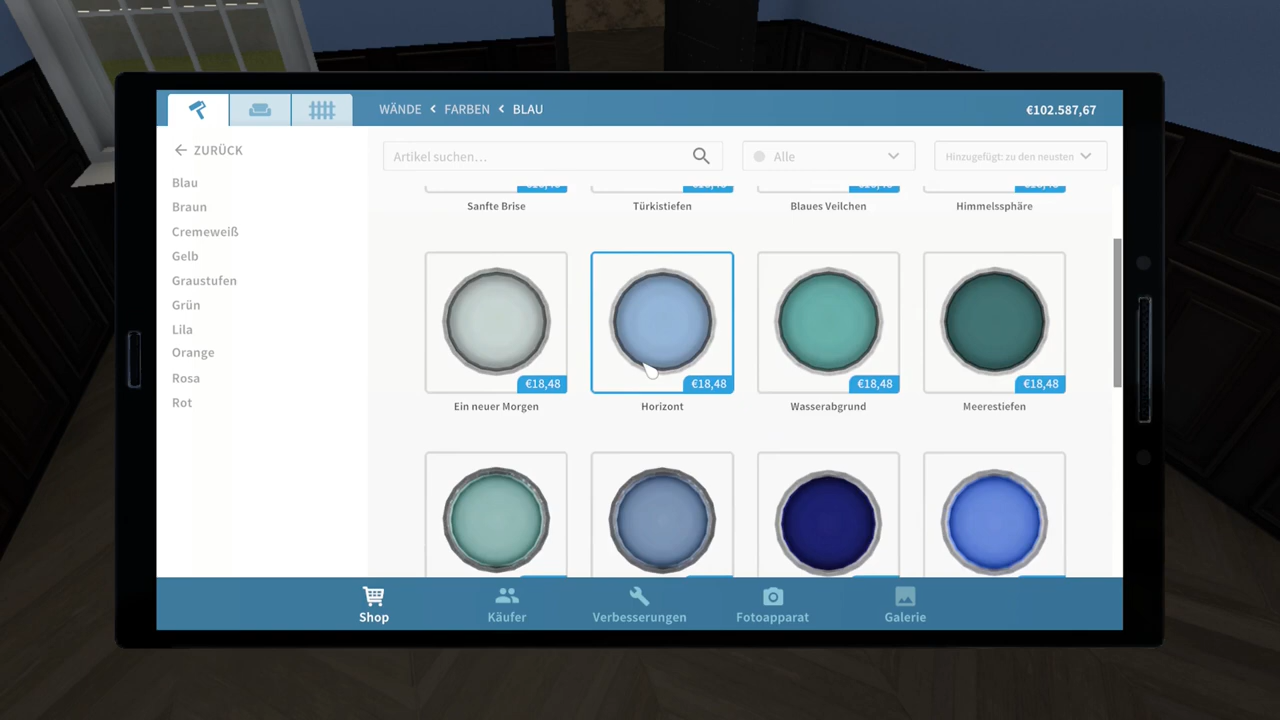 WÄNDE < FARBEN < BLAU
€102.587,67
ZURÜCK
Artikel suchen...
Alle
Hinzugefügt: zu den neusten
Blau
Braun
Cremeweiß
Gelb
Graustufen
Grün
Lila
Orange
Rosa
Rot
Sanfte Brise
Türkistiefen
Blaues Veilchen
Himmelssphäre
€18,48
€18,48
€18,48
€18,48
Ein neuer Morgen
Horizont
Wasserabgrund
Meerestiefen
Shop
Käufer
Verbesserungen
Fotoapparat
Galerie